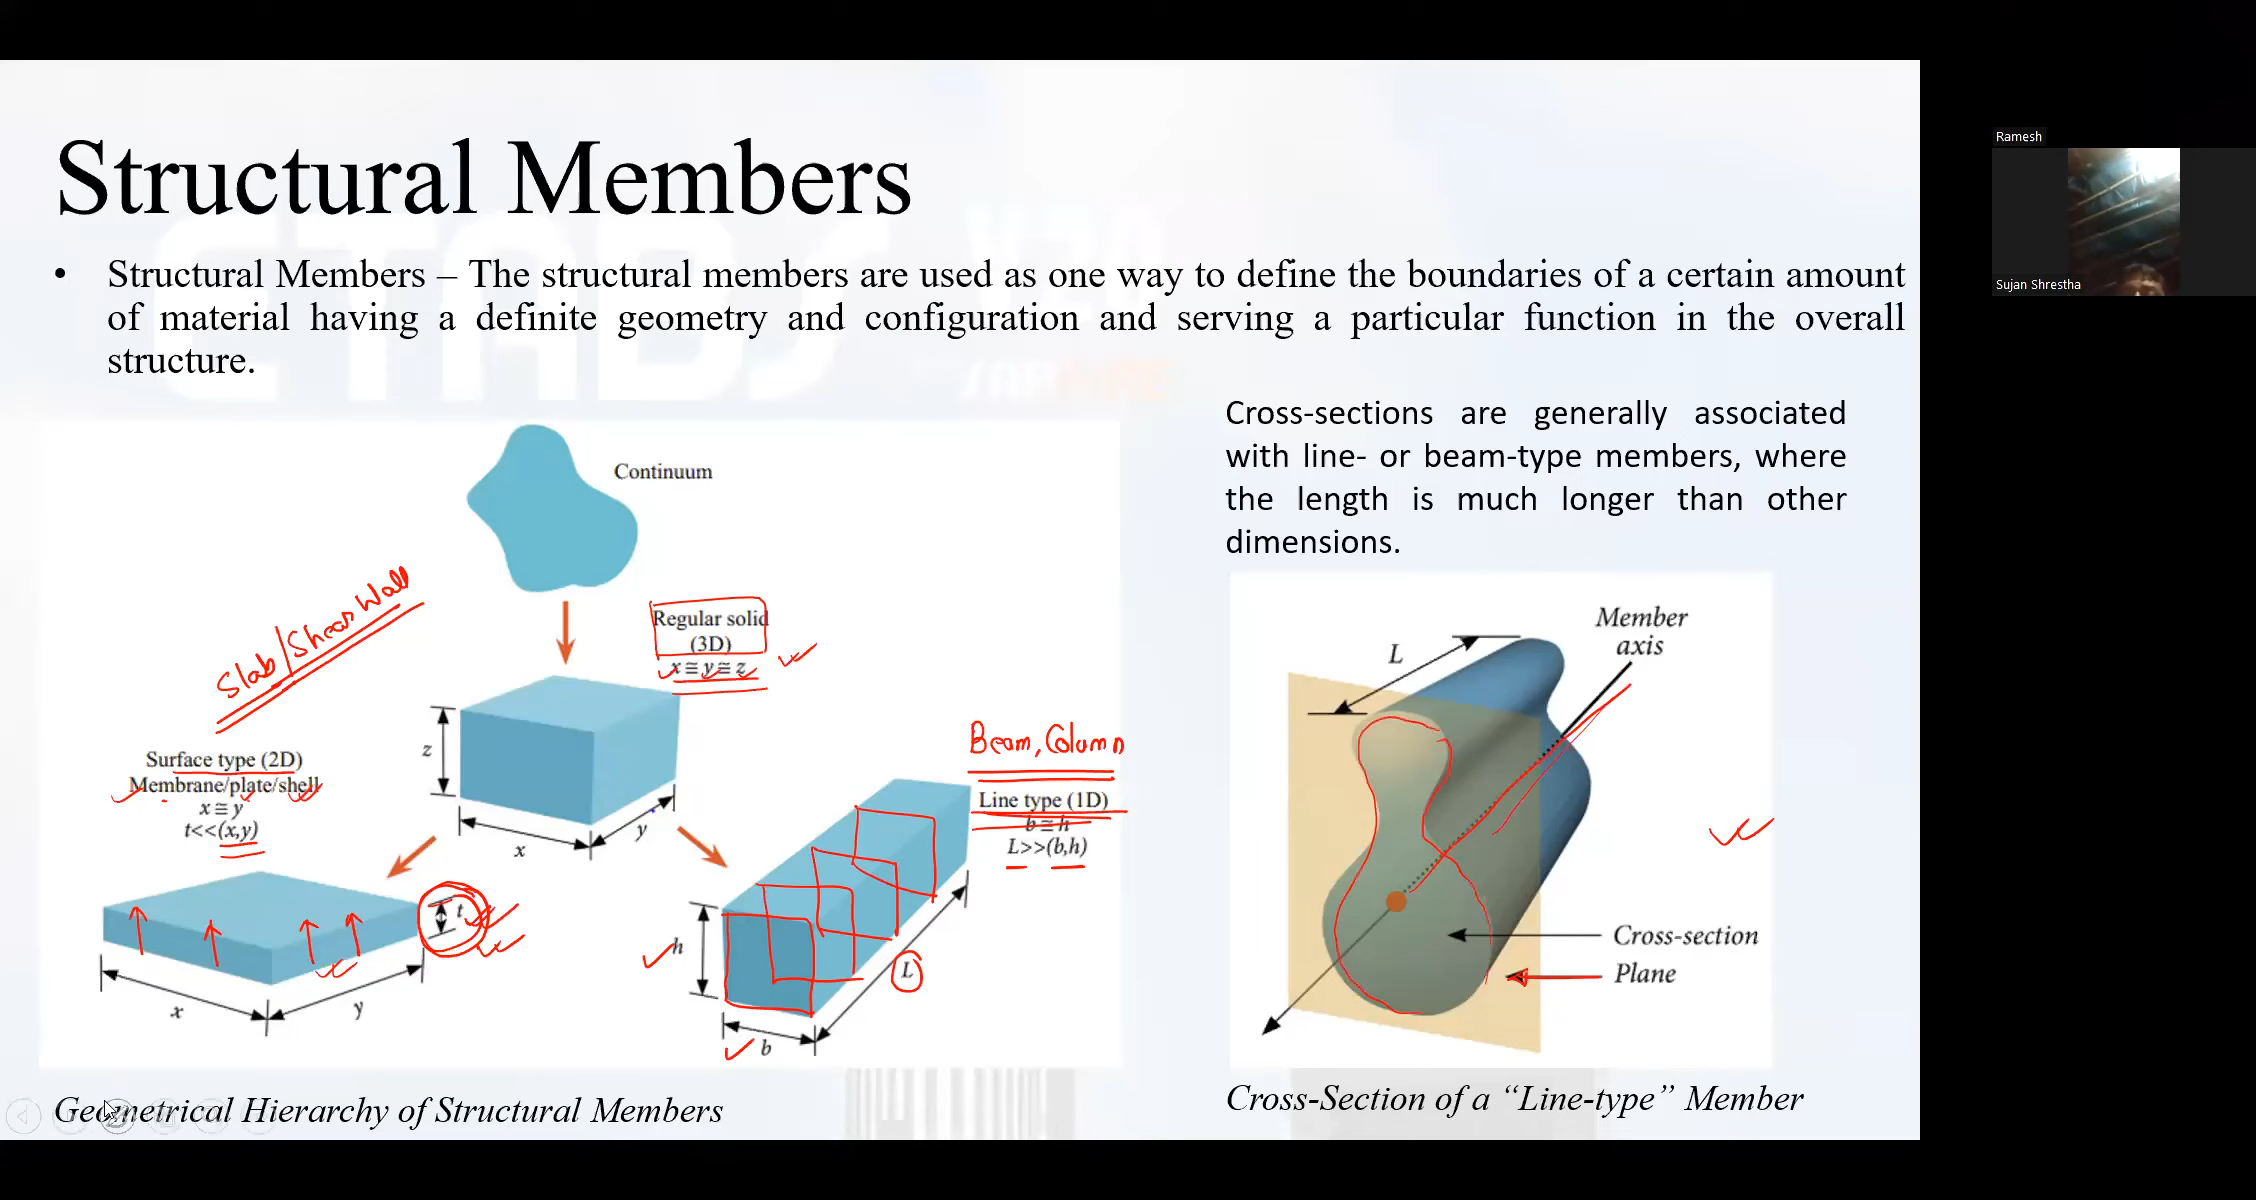 Structural Members
• Structural Members – The structural members are used as one way to define the boundaries of a certain amount
of material having a definite geometry and configuration and serving a particular function in the overall
structure.
Continuum
Regular solid
(3D)
x ≅ y ≅ z
Slab/Shear Wall
Surface type (2D)
Membrane/plate/shell
x ≅ y
t<<(x,y)
z
x
y
t
x
y
Beam, Column
Line type (1D)
b ≅ h
L>>(b,h)
h
L
b
Geometrical Hierarchy of Structural Members
Cross-sections are generally associated
with line- or beam-type members, where
the length is much longer than other
dimensions.
Member
axis
L
Cross-section
Plane
Cross-Section of a “Line-type” Member
Ramesh
Sujan Shrestha
ETABS